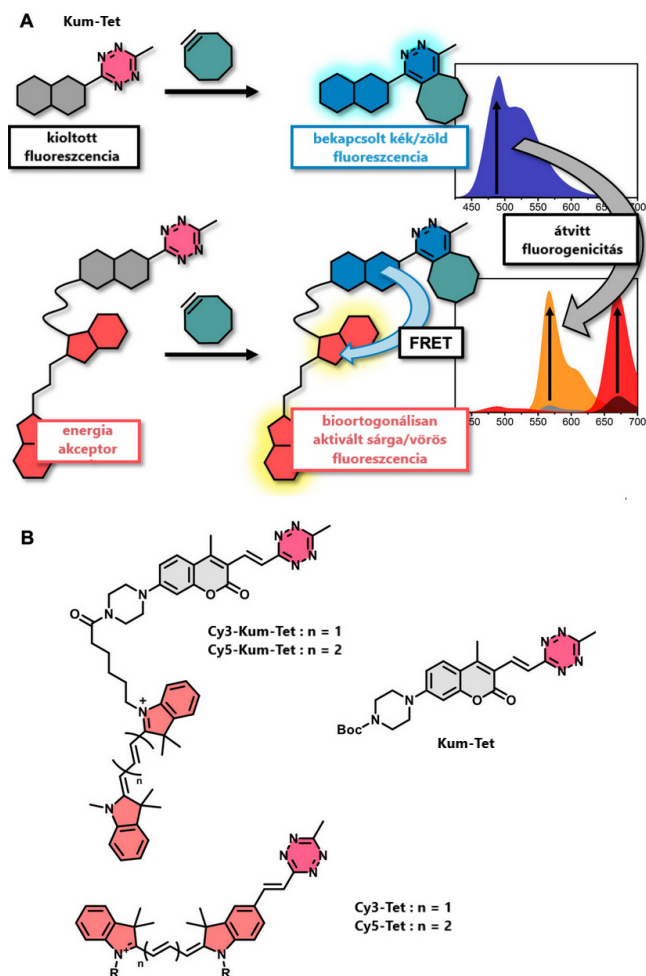 A
Kum-Tet
N
N
N
N
kioltott
fluoreszcencia
N
N
bekapcsolt kék/zöld
fluoreszcencia
450 500 550 600 650 700
átvitt
fluorogenicitás
N
N
N
N
energia
akceptor
N
N
FRET
bioortogonálisan
aktivált sárga/vörös
fluoreszcencia
450 500 550 600 650 700
B
N
N
N
N
N
N
O
O
O
Cy3-Kum-Tet : n = 1
Cy5-Kum-Tet : n = 2
N
+
n
N
N
N
N
N
N
N
Boc
O
O
Kum-Tet
N
N
N
N
Cy3-Tet : n = 1
Cy5-Tet : n = 2
N
+
n
N
R
R